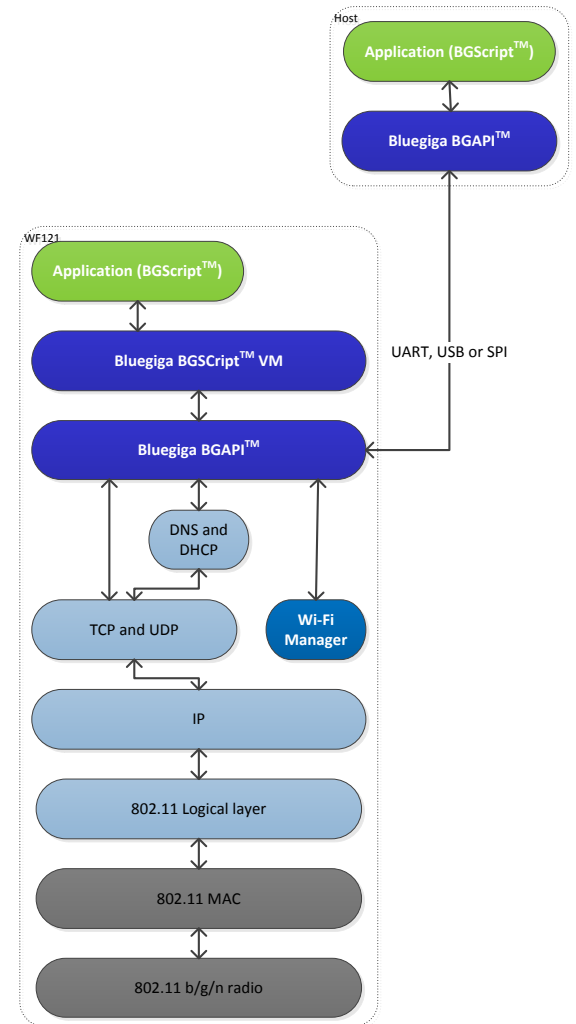 Host
Application (BGScript™)
Bluegiga BGAPI™
WF121
Application (BGScript™)
Bluegiga BGSCript™ VM
UART, USB or SPI
Bluegiga BGAPI™
DNS and
DHCP
TCP and UDP
Wi-Fi
Manager
IP
802.11 Logical layer
802.11 MAC
802.11 b/g/n radio